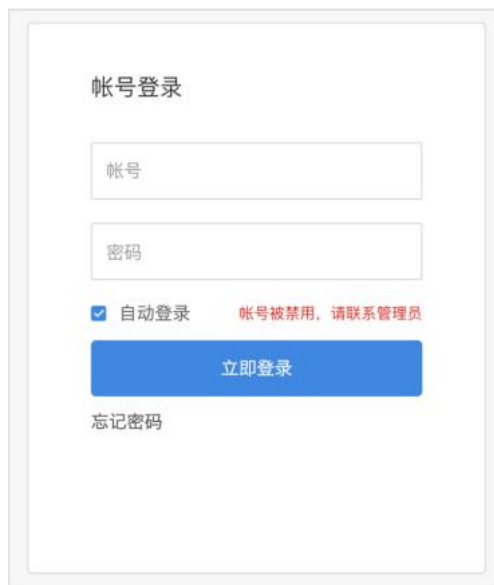 帐号登录
帐号
密码
自动登录 帐号被禁用，请联系管理员
立即登录
忘记密码